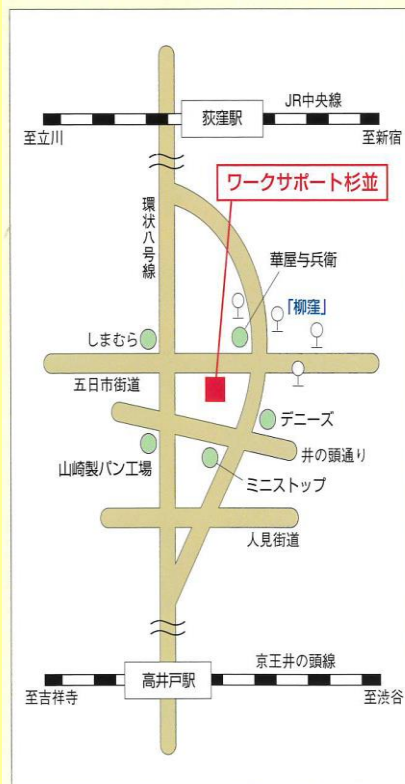 JR中央線
荻窪駅
至立川
至新宿
ワークサポート杉並
環状八号線
華屋与兵衛
「柳窪」
しまむら
五日市街道
デニーズ
井の頭通り
山崎製パン工場
ミニストップ
人見街道
京王井の頭線
高井戸駅
至吉祥寺
至渋谷